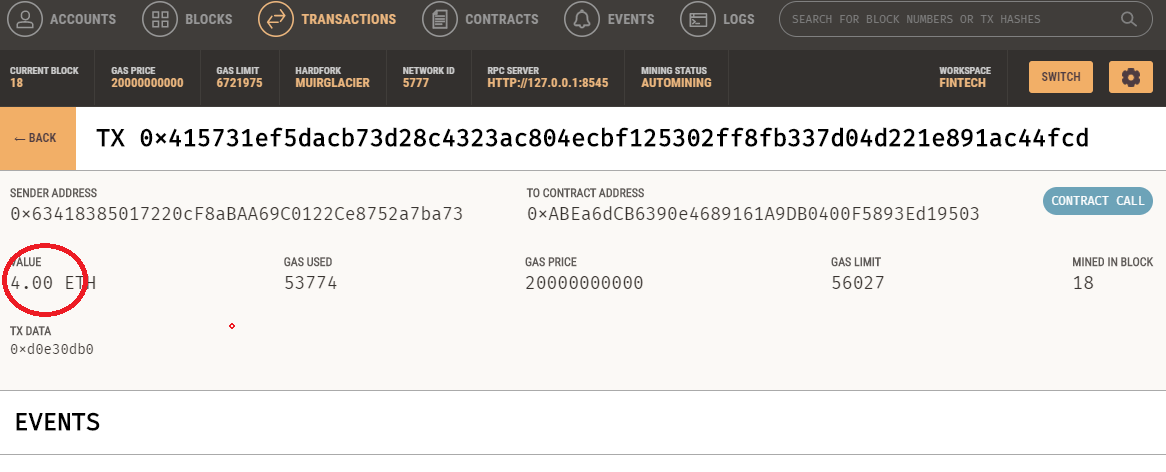 ACCOUNTS BLOCKS TRANSACTIONS CONTRACTS EVENTS LOGS SEARCH FOR BLOCK NUMBERS OR TX HASHES
CURRENT BLOCK GAS PRICE GAS LIMIT HARDFORK NETWORK ID RPC SERVER MINING STATUS WORKSPACE SWITCH
18 20000000000 6721975 MUIRGLACIER 5777 HTTP://127.0.0.1:8545 AUTOMINING FINTECH
← BACK TX 0×415731ef5dacb73d28c4323ac804ecbf125302ff8fb337d04d221e891ac44fcd
SENDER ADDRESS TO CONTRACT ADDRESS
0×63418385017220cF8aBAA69C0122Ce8752a7ba73 0×ABEa6dCB6390e4689161A9DB0400F5893Ed19503 CONTRACT CALL
VALUE GAS USED GAS PRICE GAS LIMIT MINED IN BLOCK
4.00 ETH 53774 20000000000 56027 18
TX DATA
0×d0e30db0
EVENTS